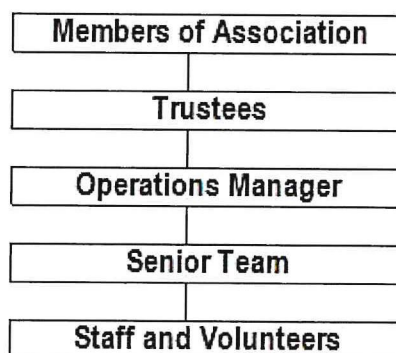 Members of Association
Trustees
Operations Manager
Senior Team
Staff and Volunteers